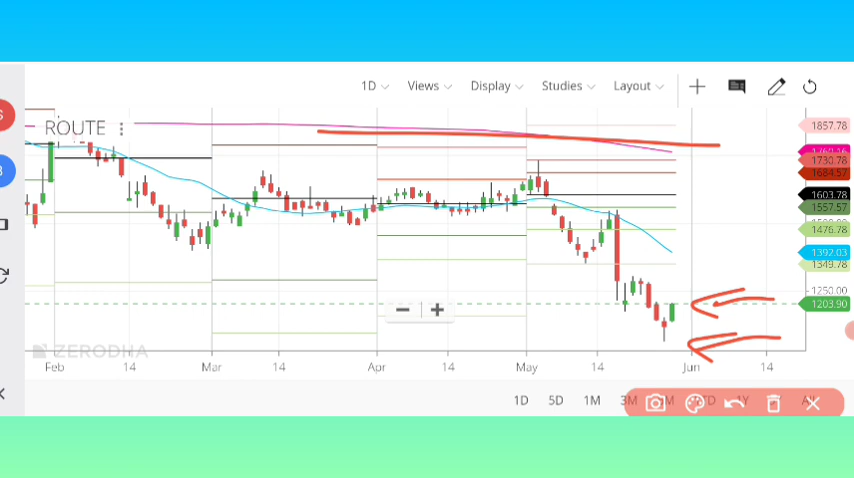 1D Views Display Studies Layout
S
ROUTE
1857.78
1730.78
1684.57
B
1603.78
1557.57
1476.78
1392.03
1349.78
1250.00
1203.90
ZERODHA
Feb 14 Mar 14 Apr 14 May 14 Jun 14
1D 5D 1M 3M 1Y